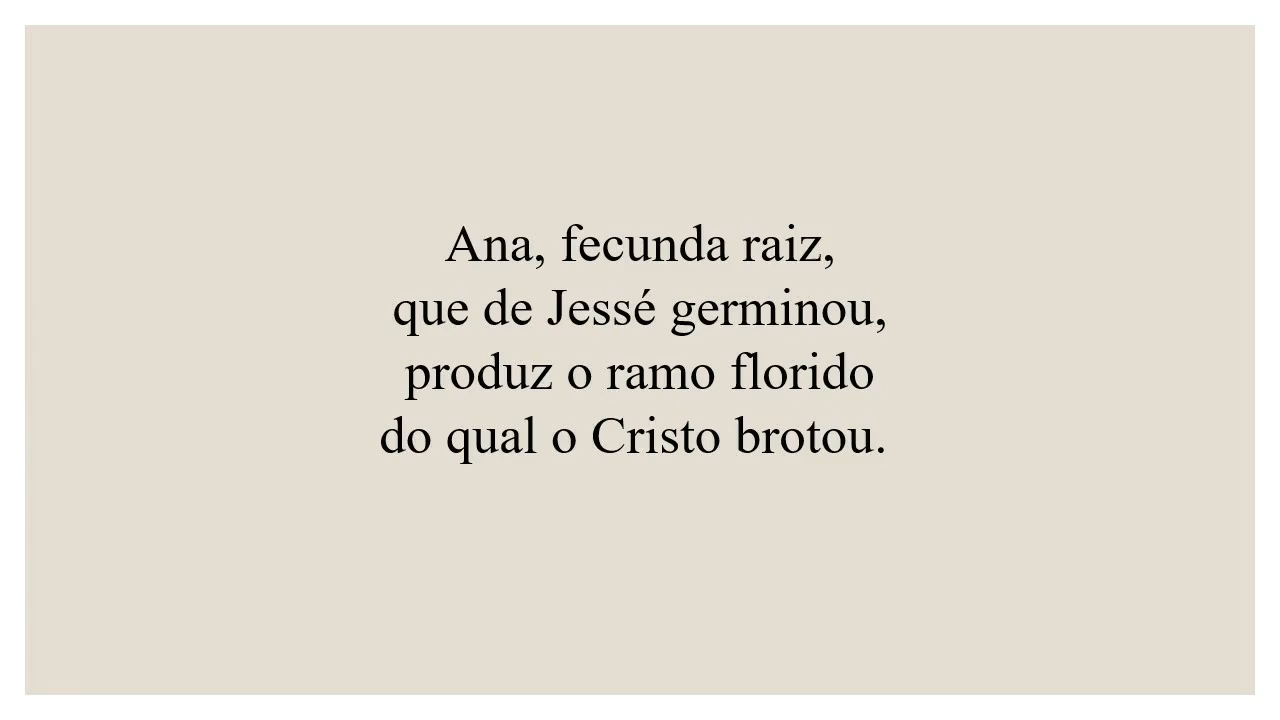 Ana, fecunda raiz,
que de Jessé germinou,
produz o ramo florido
do qual o Cristo brotou.